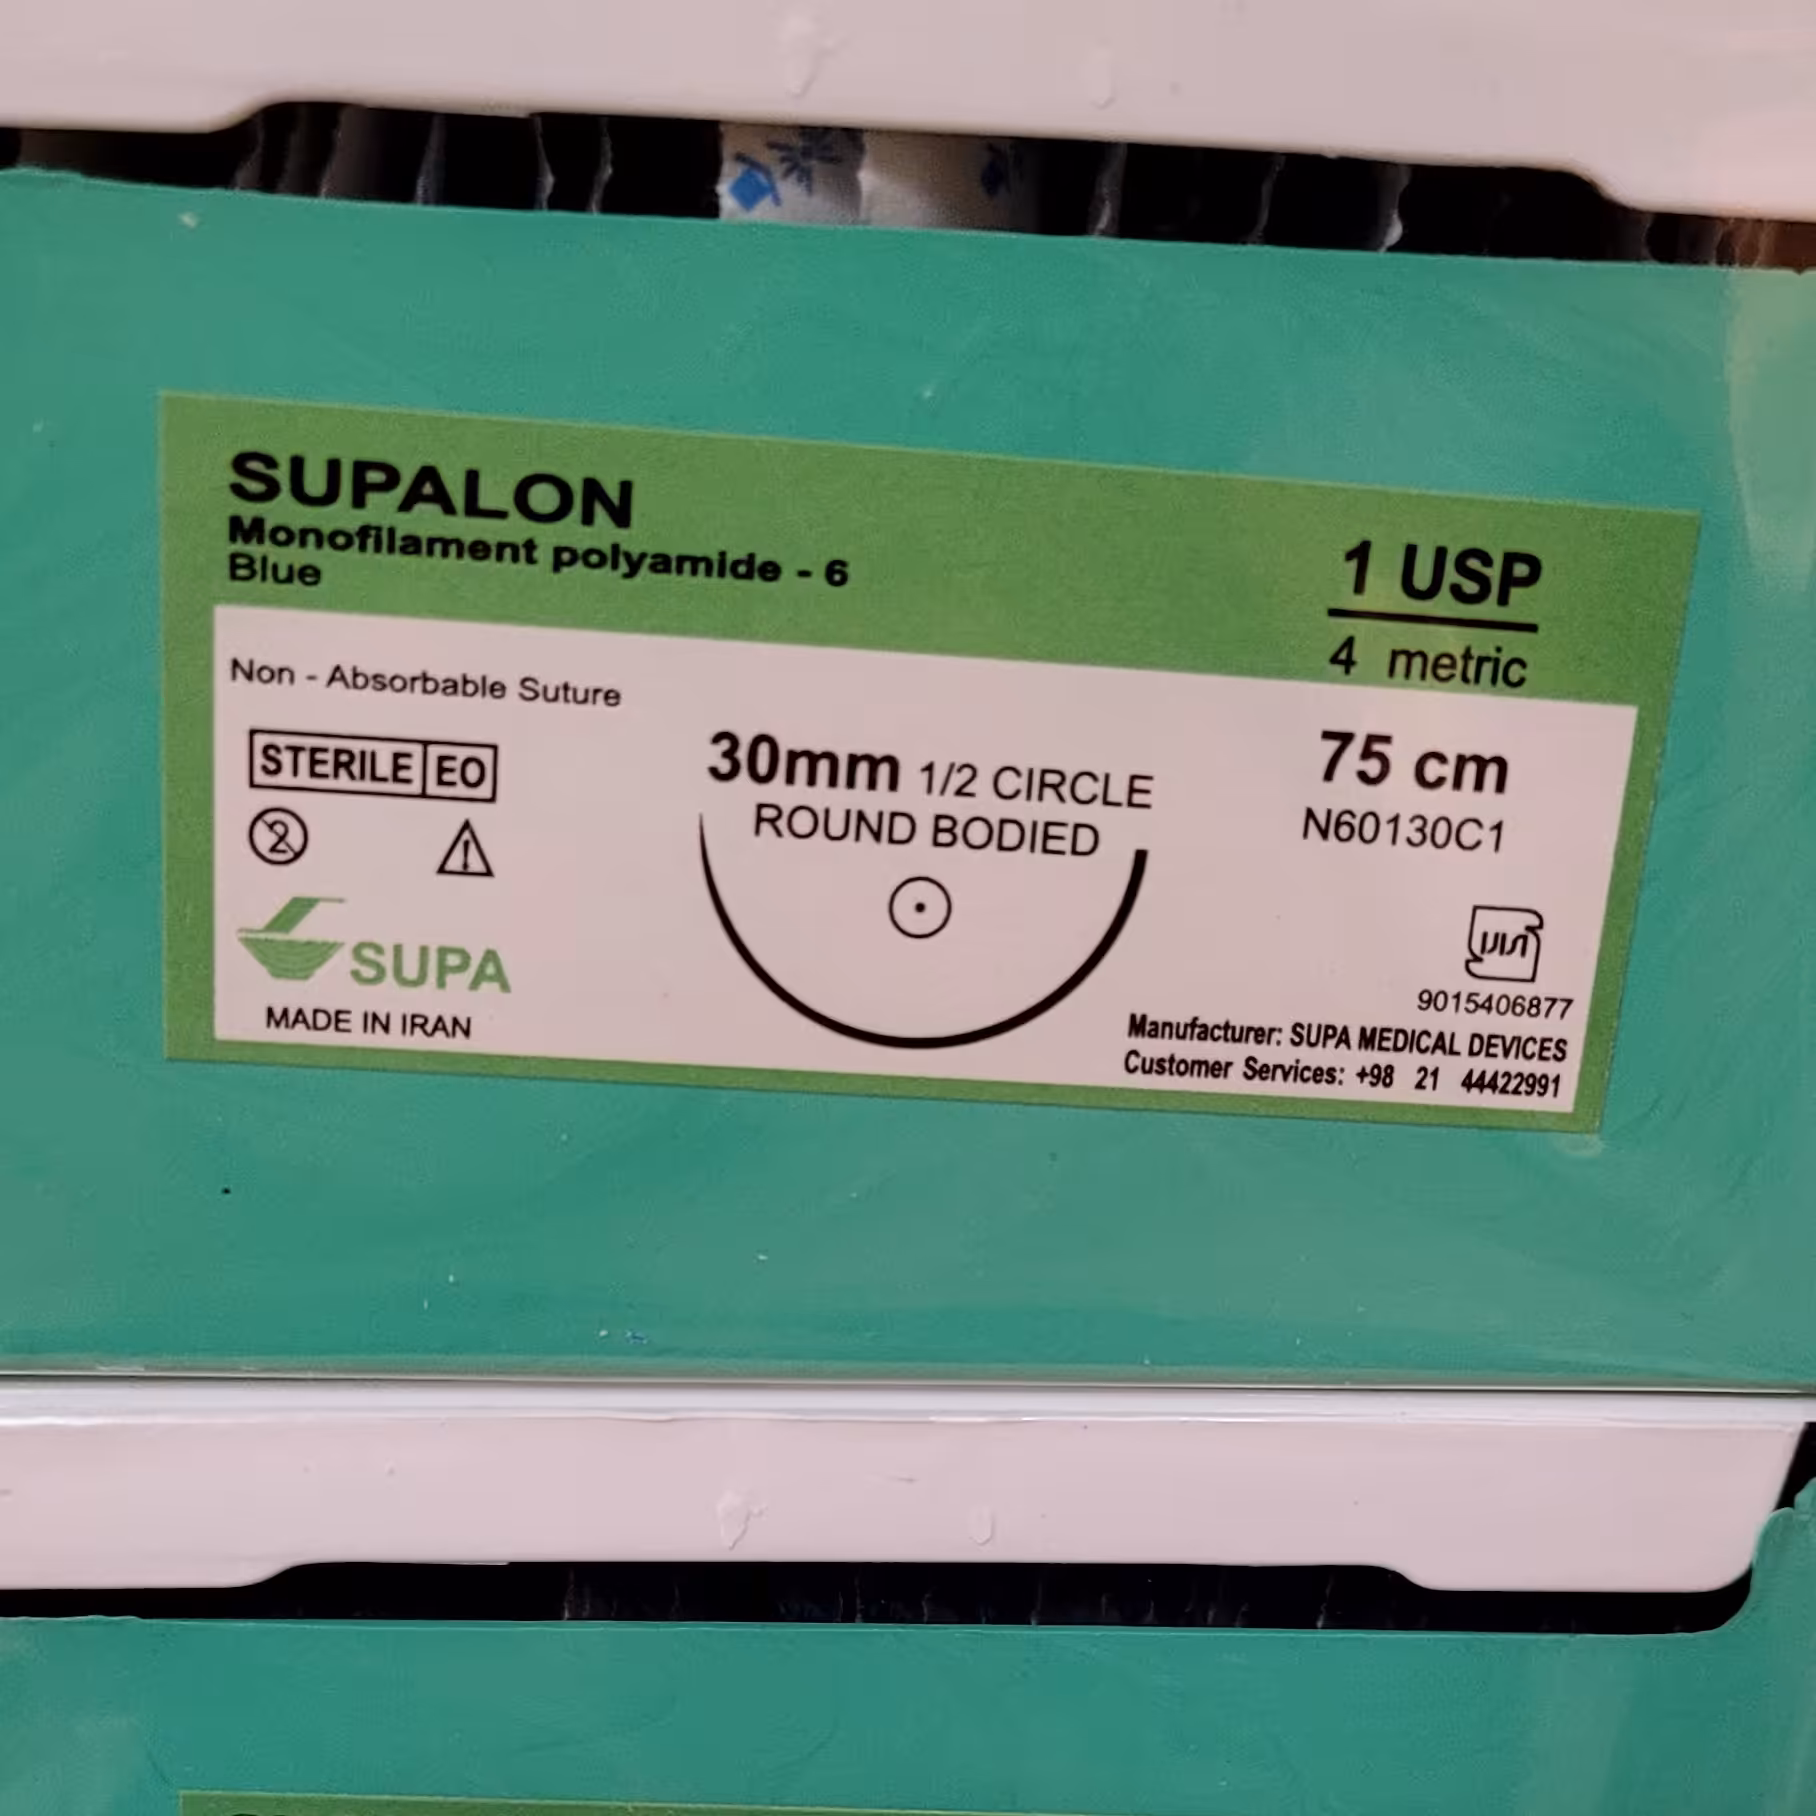 SUPALON
Monofilament polyamide - 6
Blue
1 USP
4 metric
Non - Absorbable Suture
STERILE EO
2
30mm 1/2 CIRCLE
ROUND BODIED
75 cm
N60130C1
SUPA
MADE IN IRAN
9015406877
Manufacturer: SUPA MEDICAL DEVICES
Customer Services: +98 21 44422991